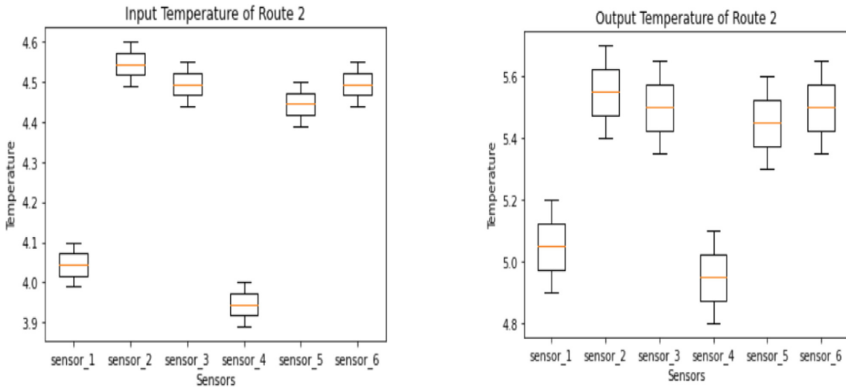 Input Temperature of Route 2
Temperature
4.6
4.5
4.4
4.3
4.2
4.1
4.0
3.9
sensor_1 sensor_2 sensor_3 sensor_4 sensor_5 sensor_6
Sensors
Output Temperature of Route 2
Temperature
5.6
5.4
5.2
5.0
4.8
sensor_1 sensor_2 sensor_3 sensor_4 sensor_5 sensor_6
Sensors